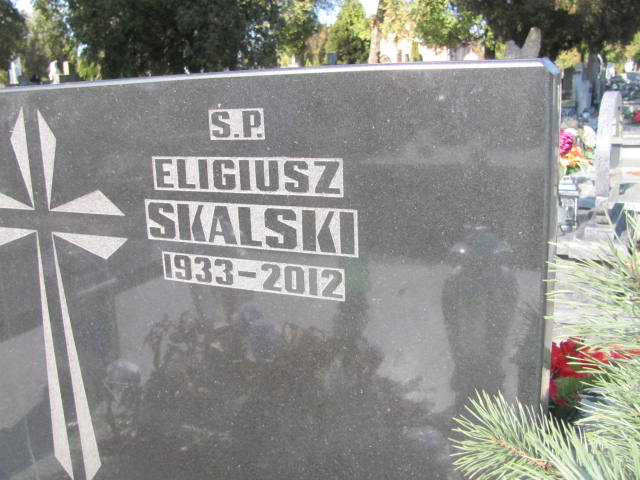 S.P.
ELIGIUSZ
SKALSKI
1933-2012